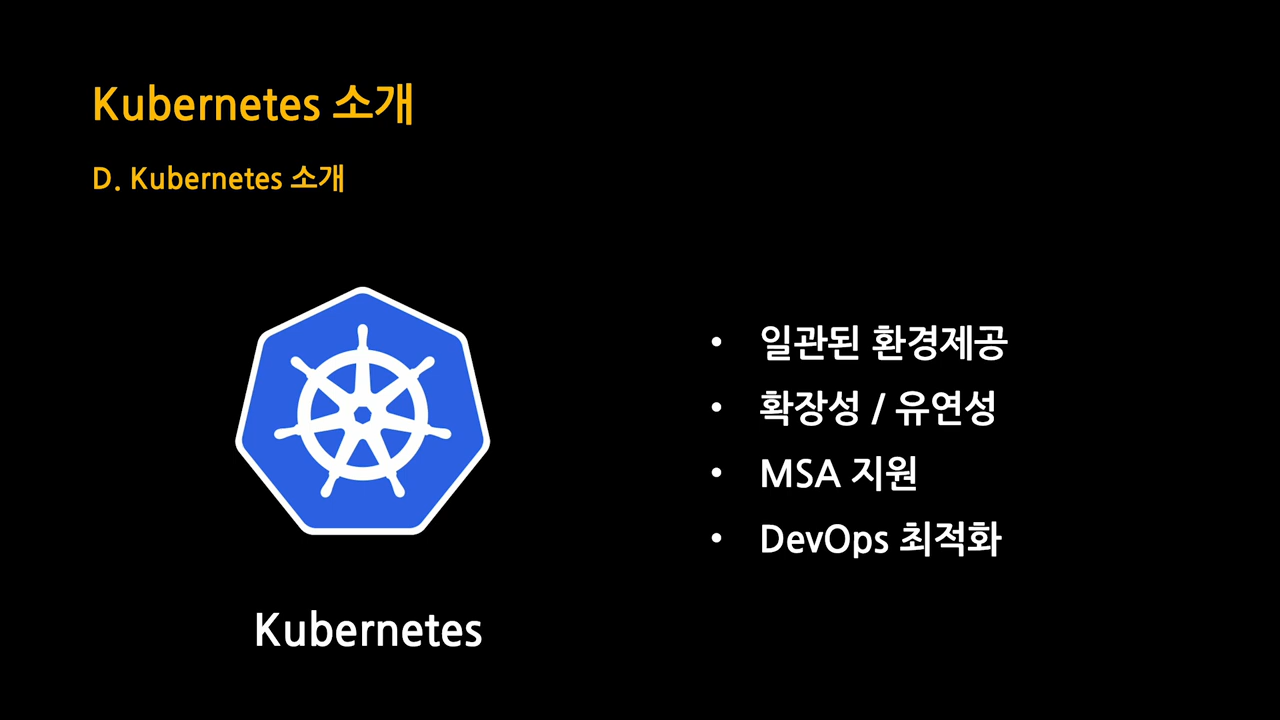 Kubernetes 소개
D. Kubernetes 소개
• 일관된 환경제공
• 확장성 / 유연성
• MSA 지원
• DevOps 최적화
Kubernetes